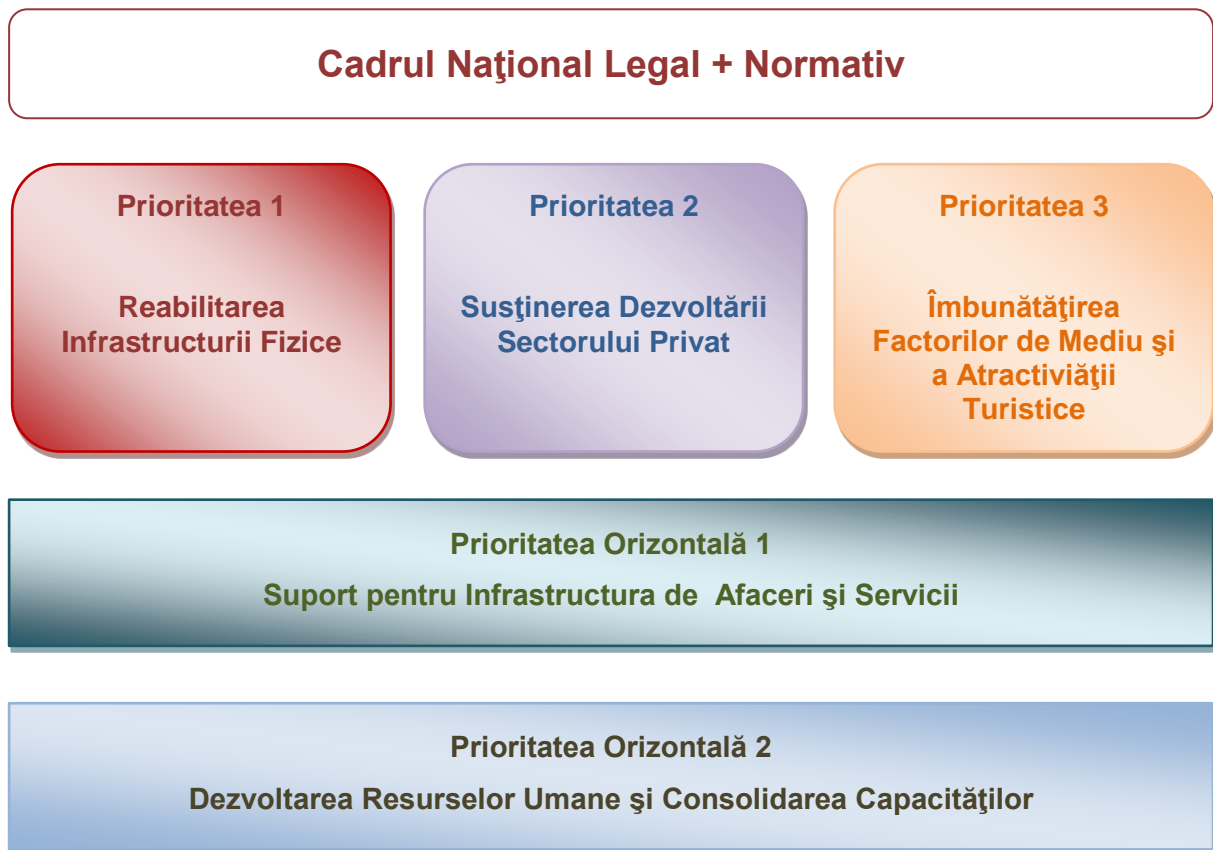 Cadrul Naţional Legal + Normativ
Prioritatea 1
Reabilitarea
Infrastructurii Fizice
Prioritatea 2
Susţinerea Dezvoltării
Sectorului Privat
Prioritatea 3
Îmbunătăţirea
Factorilor de Mediu şi
a Atractiviăţii
Turistice
Prioritatea Orizontală 1
Suport pentru Infrastructura de Afaceri şi Servicii
Prioritatea Orizontală 2
Dezvoltarea Resurselor Umane şi Consolidarea Capacităţilor